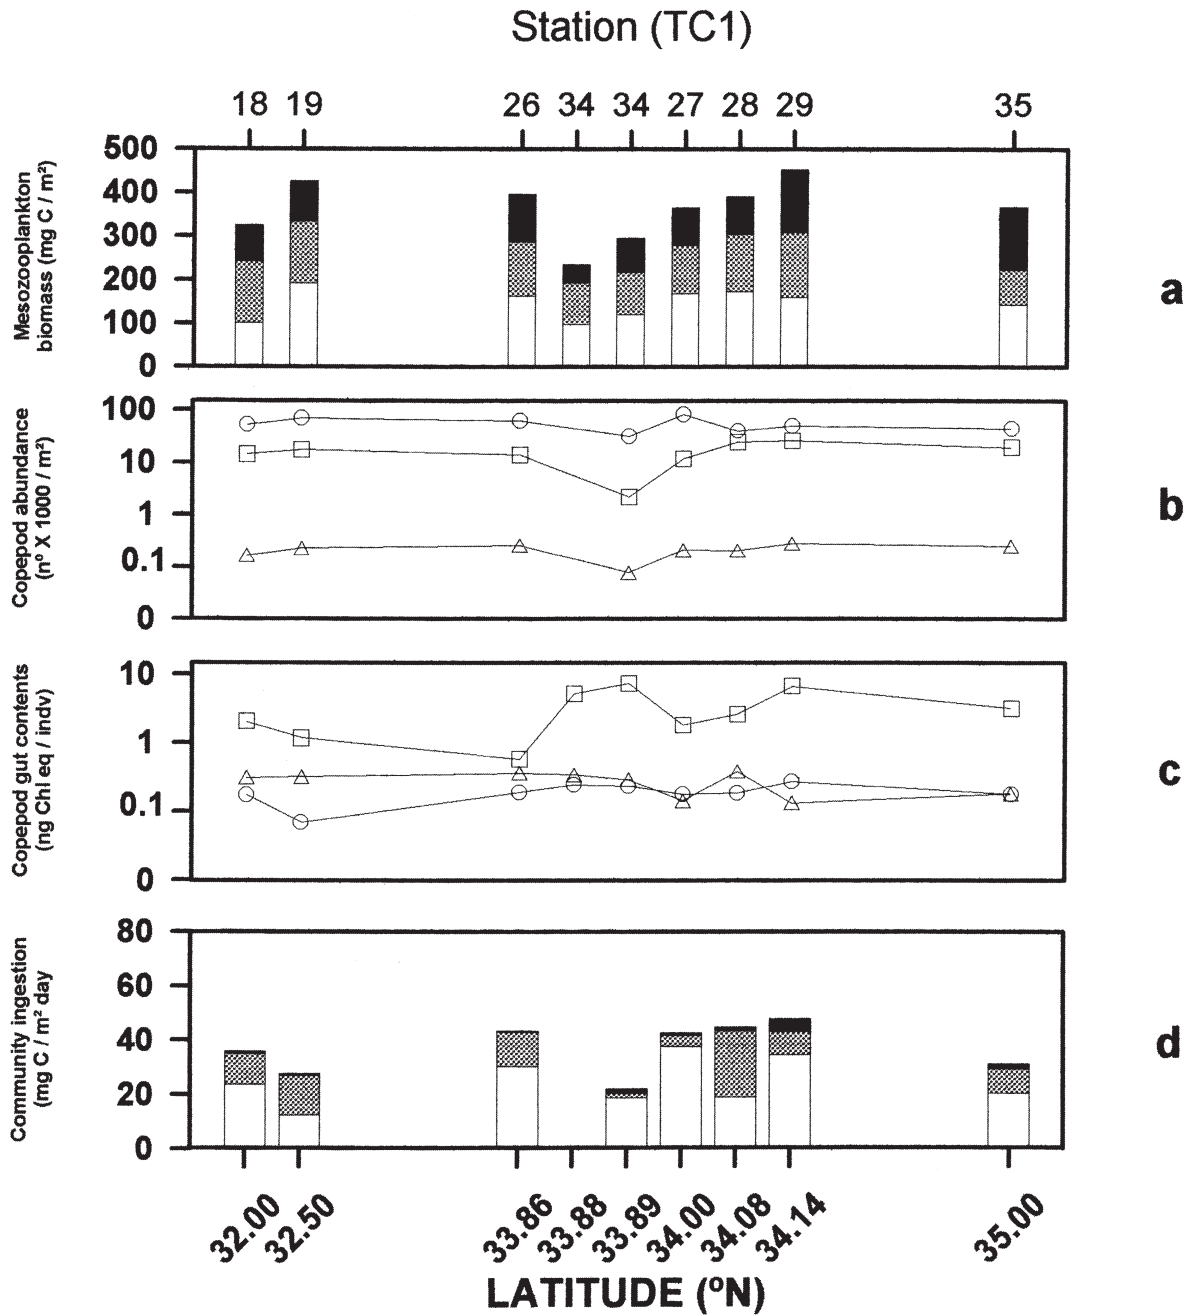 Station (TC1)
18 19 26 34 34 27 28 29 35
Mesozooplankton
biomass (mg C / m²)
500
400
300
200
100
0
a
Copepod abundance
(nº X 1000 / m²)
100
10
1
0.1
0
b
Copepod gut contents
(ng Chl eq / indv)
10
1
0.1
0
c
Community ingestion
(mg C / m² day
80
60
40
20
0
d
32.00 32.50 33.86 33.88 33.89 34.00 34.08 34.14 35.00
LATITUDE (ºN)